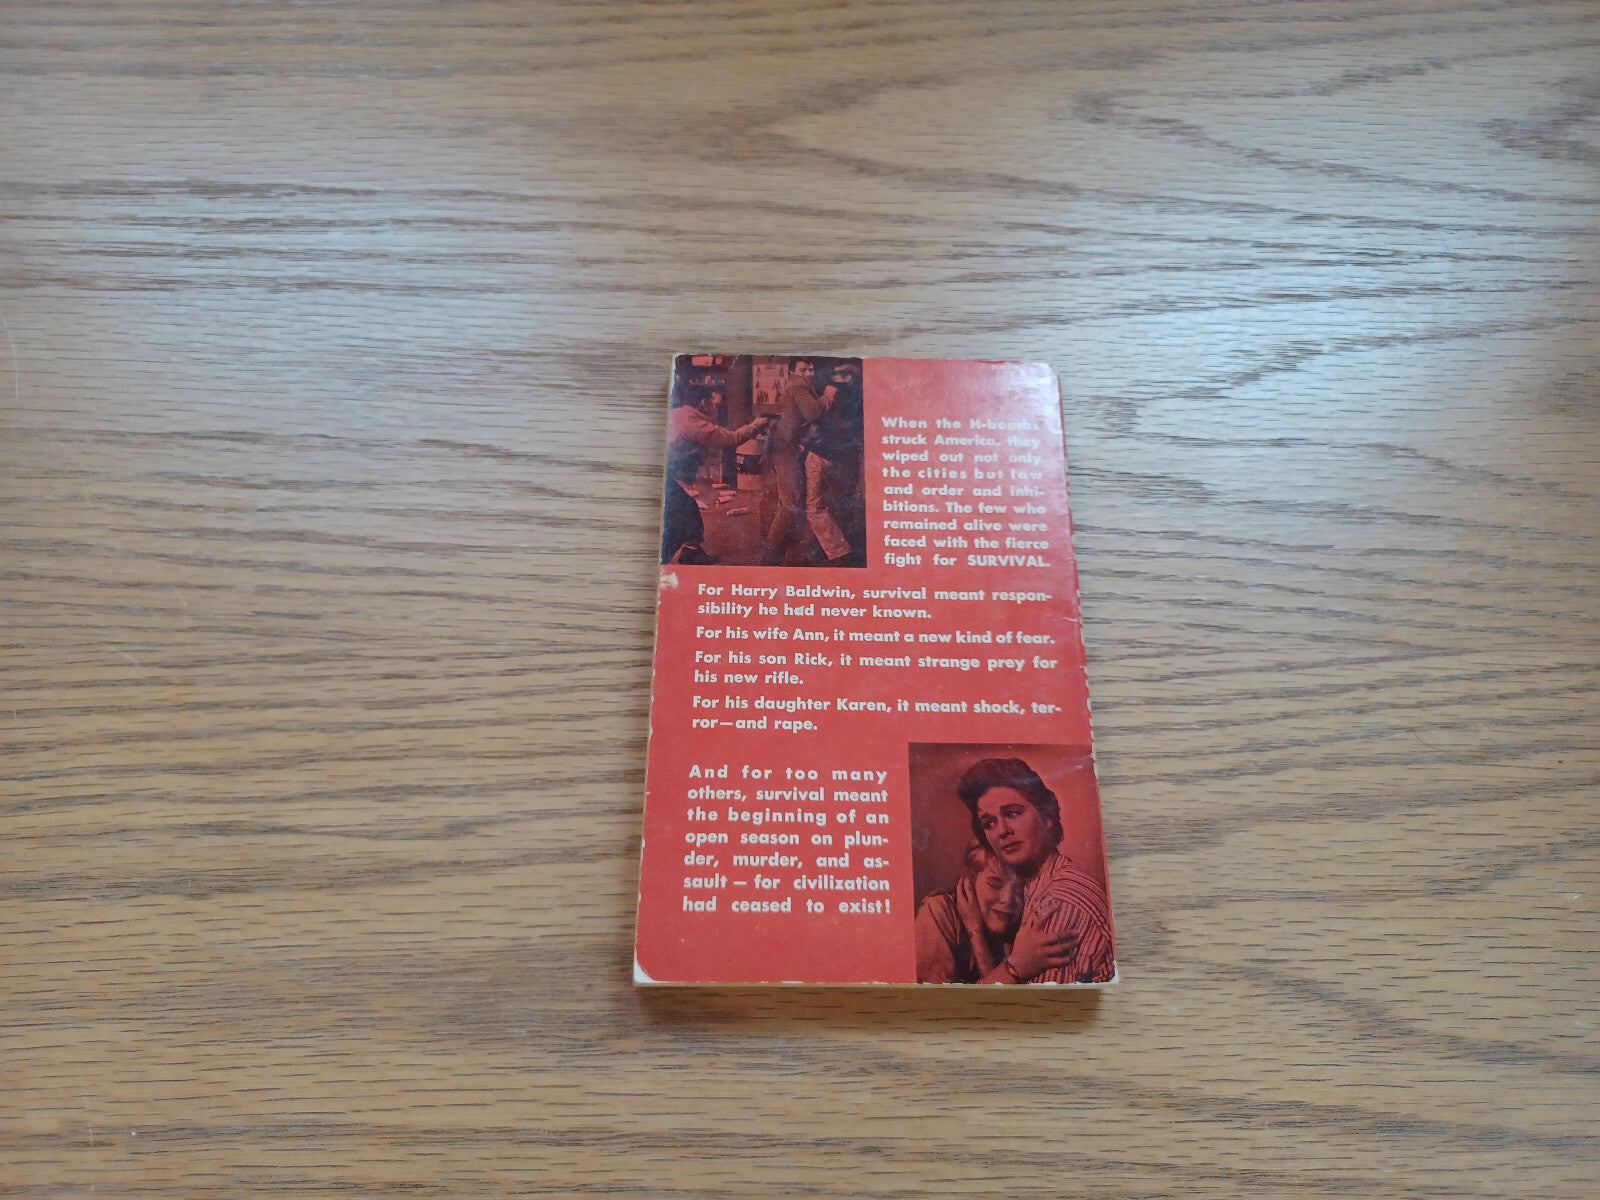 When the H-bombs
struck America, they
wiped out not only
the cities but law
and order and inhi-
bitions. The few who
remained alive were
faced with the fierce
fight for SURVIVAL.
For Harry Baldwin, survival meant respon-
sibility he had never known.
For his wife Ann, it meant a new kind of fear.
For his son Rick, it meant strange prey for
his new rifle.
For his daughter Karen, it meant shock, ter-
ror—and rape.
And for too many
others, survival meant
the beginning of an
open season on plun-
der, murder, and as-
sault — for civilization
had ceased to exist!